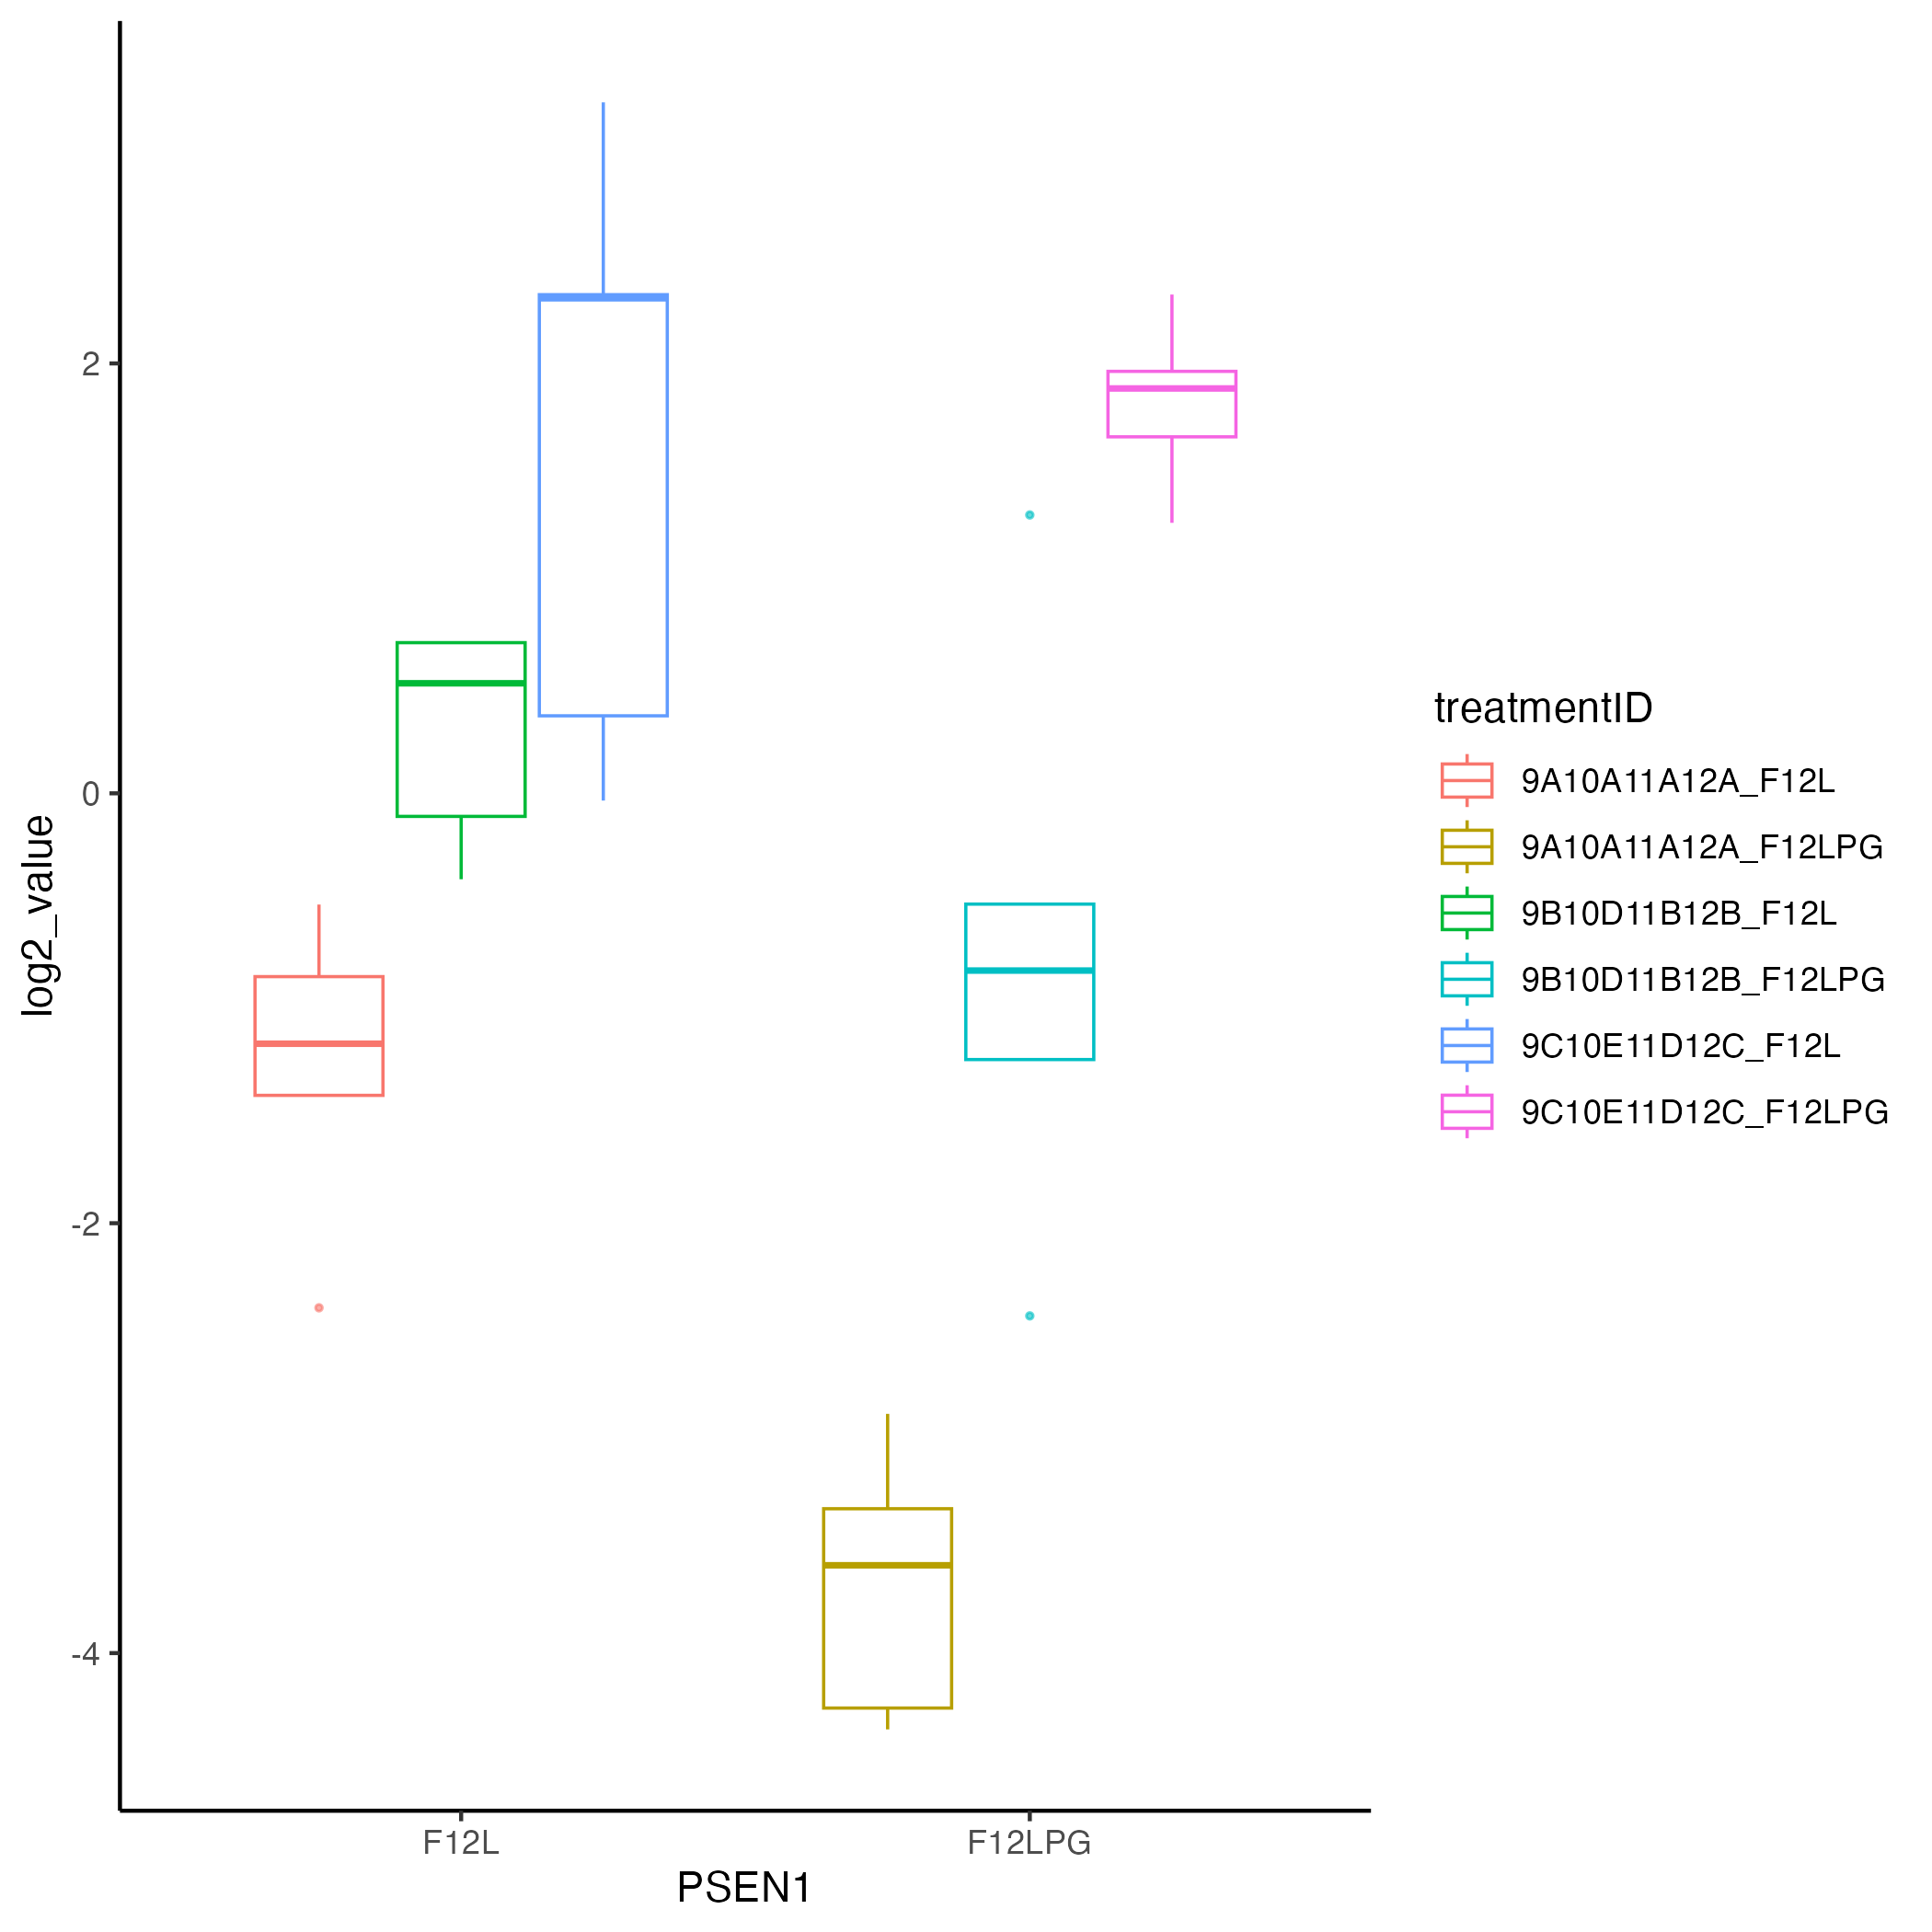 log2_value
2
0
-2
-4
F12L
F12LPG
PSEN1
treatmentID
9A10A11A12A_F12L
9A10A11A12A_F12LPG
9B10D11B12B_F12L
9B10D11B12B_F12LPG
9C10E11D12C_F12L
9C10E11D12C_F12LPG